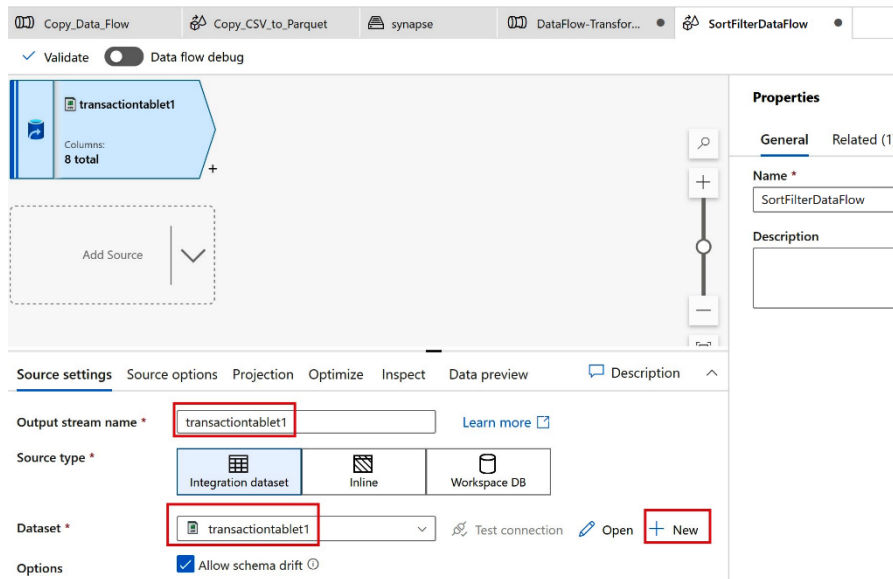 Copy_Data_Flow Copy_CSV_to_Parquet synapse DataFlow-Transfor... SortFilterDataFlow
Validate Data flow debug
transactiontablet1
Columns:
8 total
+
Add Source
Properties
General Related (1
Name *
SortFilterDataFlow
Description
Source settings Source options Projection Optimize Inspect Data preview Description
Output stream name * transactiontablet1 Learn more
Source type * Integration dataset Inline Workspace DB
Dataset * transactiontablet1 Test connection Open New
Options Allow schema drift